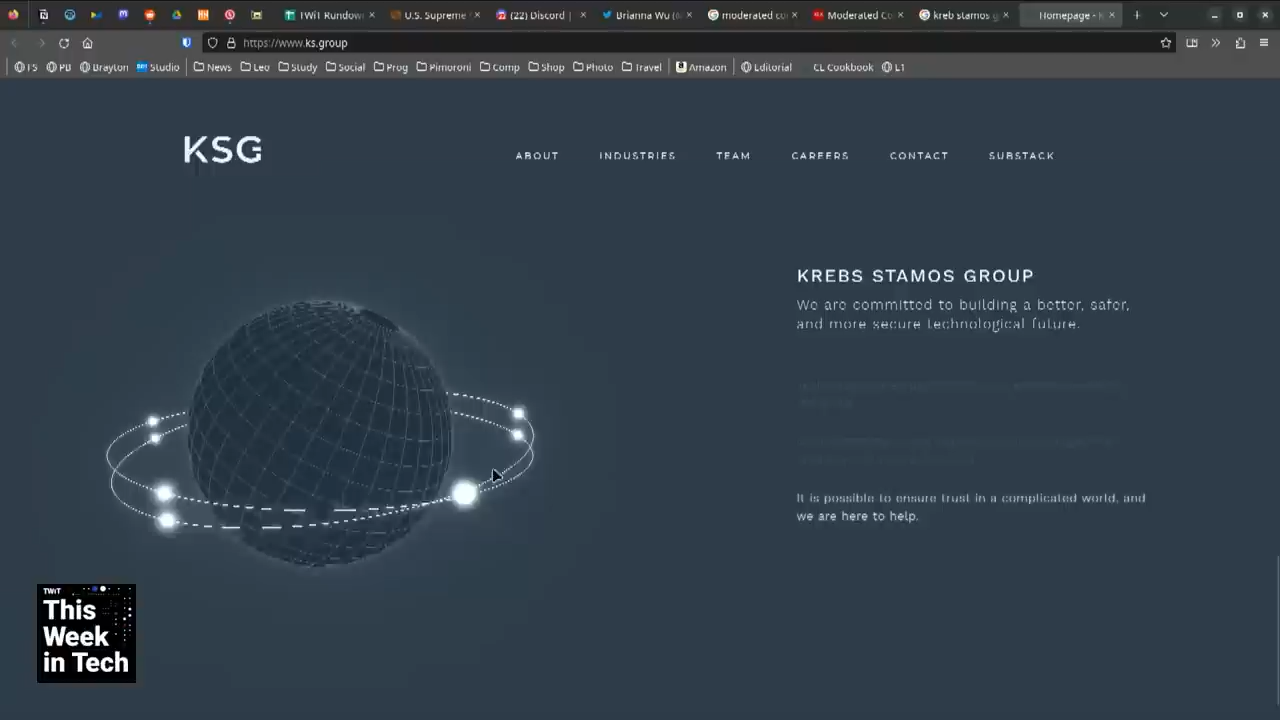 TWiT Rundow
U.S. Supreme
(22) Discord |
Brianna Wu (@
moderated co
Moderated Co
kreb stamos g
Homepage - K
https://www.ks.group
F5
PB
Brayton
Studio
News
Leo
Study
Social
Prog
Pimoroni
Comp
Shop
Photo
Travel
Amazon
Editorial
CL Cookbook
L1
KSG
ABOUT
INDUSTRIES
TEAM
CAREERS
CONTACT
SUBSTACK
KREBS STAMOS GROUP
We are committed to building a better, safer,
and more secure technological future.
It is possible to ensure trust in a complicated world, and
we are here to help.
TWiT
This
Week
in Tech